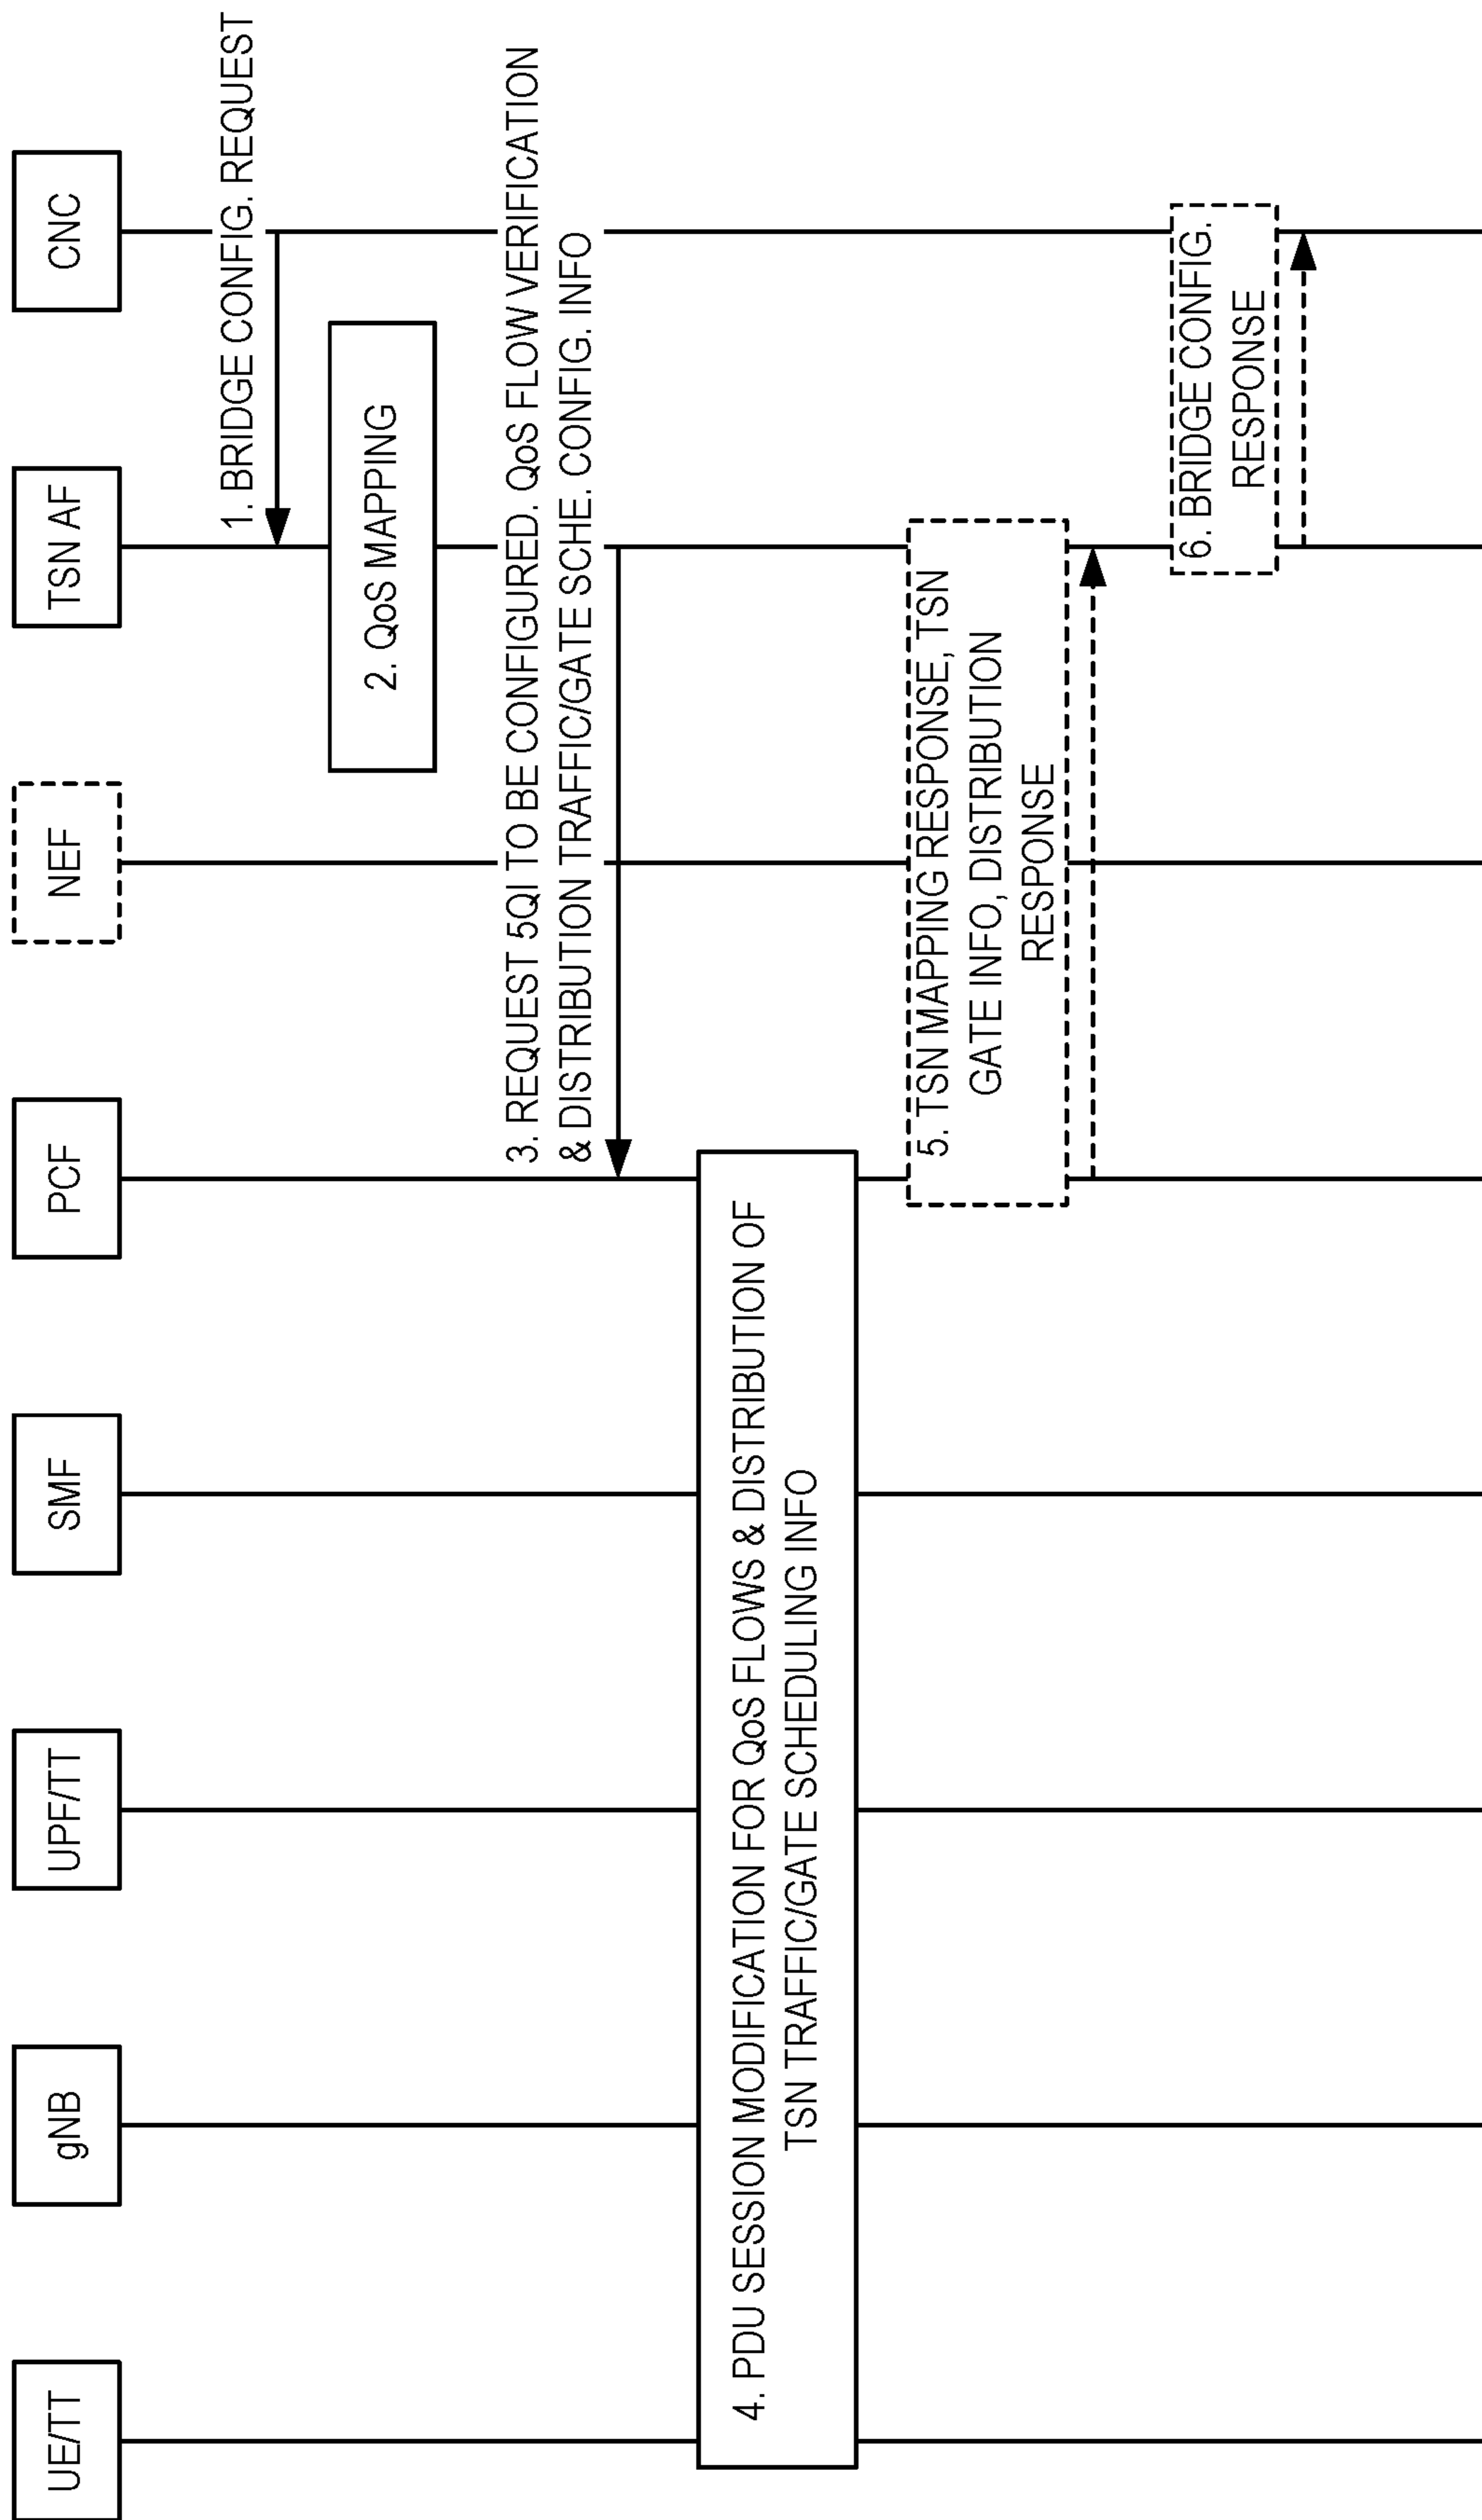 UE/TT
gNB
UPF/TT
SMF
PCF
NEF
TSN AF
CNC
1. BRIDGE CONFIG. REQUEST
2. QoS MAPPING
3. REQUEST 5QI TO BE CONFIGURED. QoS FLOW VERIFICATION
& DISTRIBUTION TRAFFIC/GATE SCHE. CONFIG. INFO
4. PDU SESSION MODIFICATION FOR QoS FLOWS & DISTRIBUTION OF
TSN TRAFFIC/GATE SCHEDULING INFO
5. TSN MAPPING RESPONSE, TSN
GATE INFO, DISTRIBUTION
RESPONSE
6. BRIDGE CONFIG.
RESPONSE